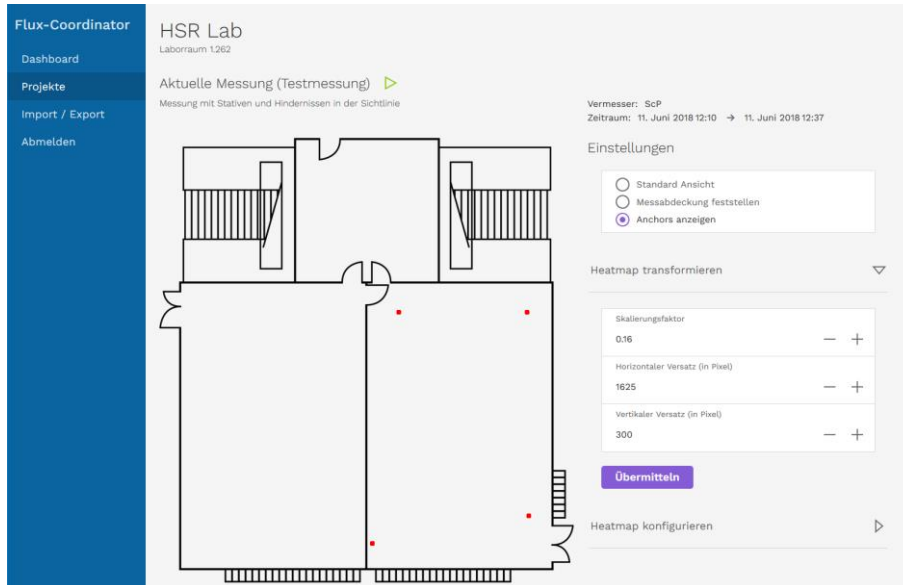 Flux-Coordinator
Dashboard
Projekte
Import / Export
Abmelden
HSR Lab
Laborraum 1.262
Aktuelle Messung (Testmessung)
Messung mit Stativen und Hindernissen in der Sichtlinie
Vermesser: ScP
Zeitraum: 11. Juni 2018 12:10 → 11. Juni 2018 12:37
Einstellungen
Standard Ansicht
Messabdeckung feststellen
Anchors anzeigen
Heatmap transformieren
Skalierungsfaktor
0.16
Horizontaler Versatz (in Pixel)
1625
Vertikaler Versatz (in Pixel)
300
Übermitteln
Heatmap konfigurieren